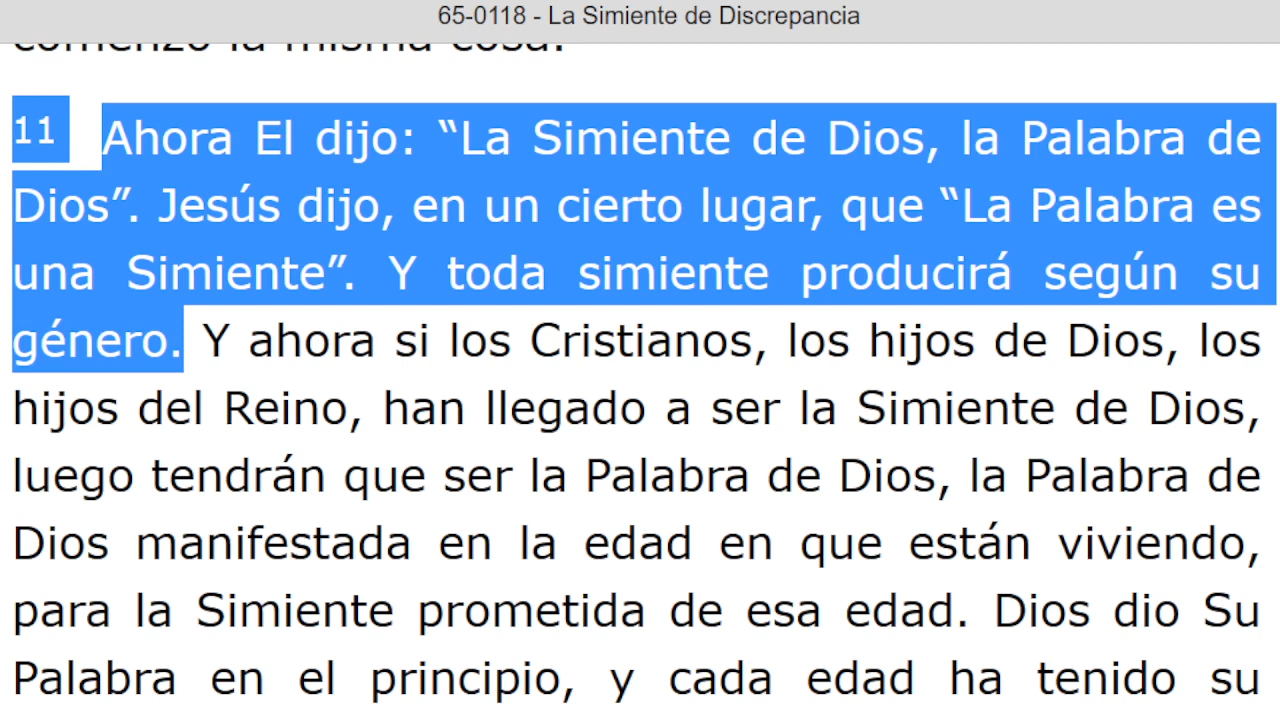 65-0118 - La Simiente de Discrepancia
comenzó la misma cosa.
11 Ahora El dijo: “La Simiente de Dios, la Palabra de
Dios”. Jesús dijo, en un cierto lugar, que “La Palabra es
una Simiente”. Y toda simiente producirá según su
género. Y ahora si los Cristianos, los hijos de Dios, los
hijos del Reino, han llegado a ser la Simiente de Dios,
luego tendrán que ser la Palabra de Dios, la Palabra de
Dios manifestada en la edad en que están viviendo,
para la Simiente prometida de esa edad. Dios dio Su
Palabra en el principio, y cada edad ha tenido su